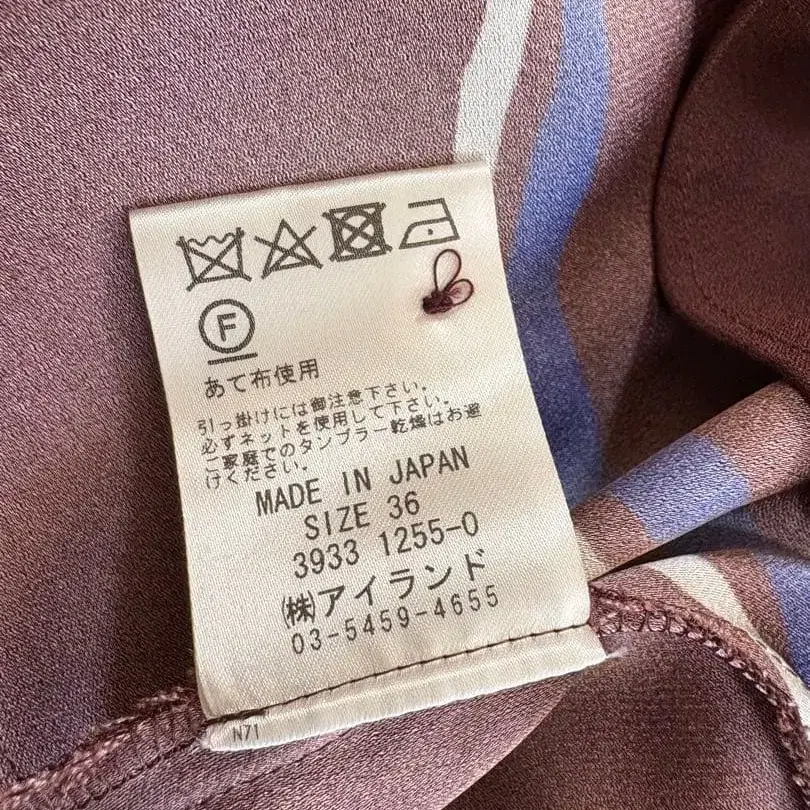 F
あて布使用
引っ掛けには御注意下さい。
必ずネットを使用して下さい。
ご家庭でのタンブラー乾燥はお避
けください。
MADE IN JAPAN
SIZE 36
3933 1255-0
㈱アイランド
03-5459-4655
N71